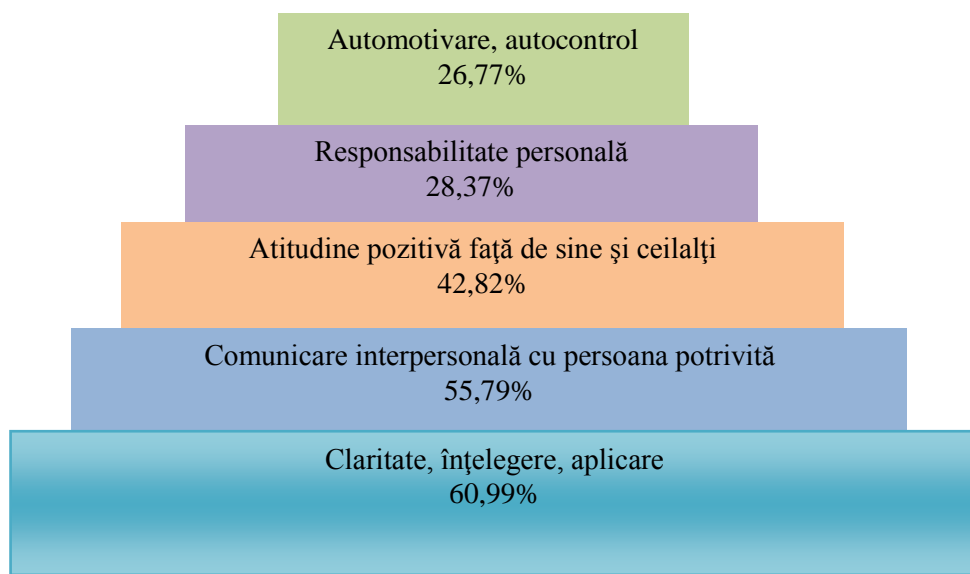 Automotivare, autocontrol
26,77%
Responsabilitate personală
28,37%
Atitudine pozitivă faţă de sine şi ceilalţi
42,82%
Comunicare interpersonală cu persoana potrivită
55,79%
Claritate, înţelegere, aplicare
60,99%